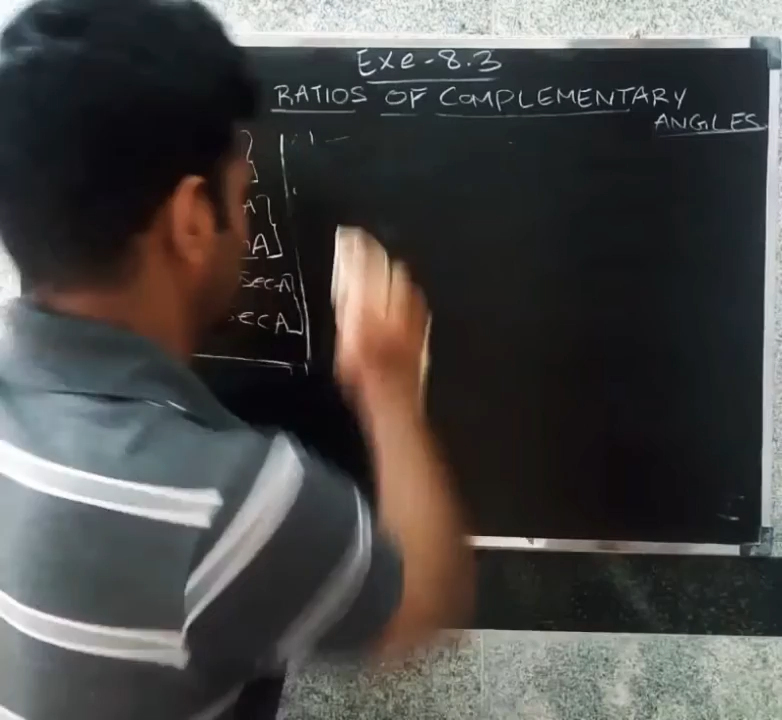 Exe-8.3
RATIOS OF COMPLEMENTARY
ANGLES
A
A
SECA
SECA